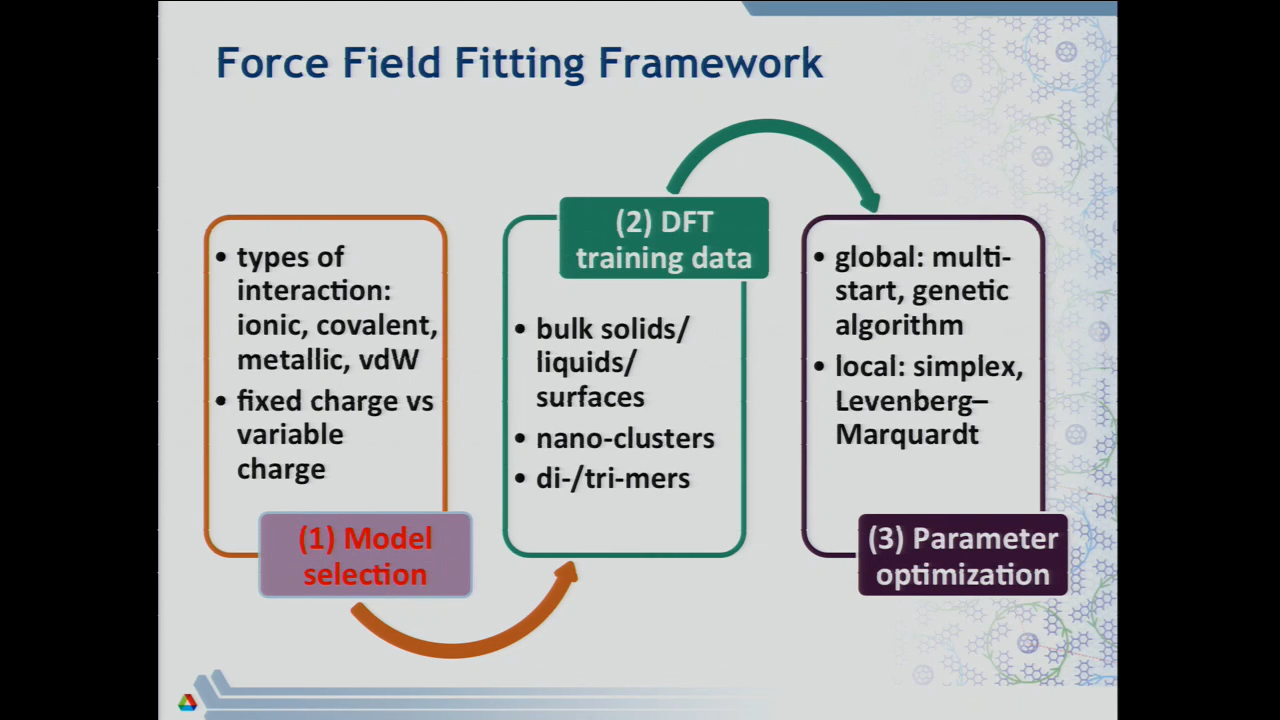 Force Field Fitting Framework
• types of
interaction:
ionic, covalent,
metallic, vdW
• fixed charge vs
variable
charge
(1) Model
selection
(2) DFT
training data
• bulk solids/
liquids/
surfaces
• nano-clusters
• di-/tri-mers
• global: multi-
start, genetic
algorithm
• local: simplex,
Levenberg–
Marquardt
(3) Parameter
optimization